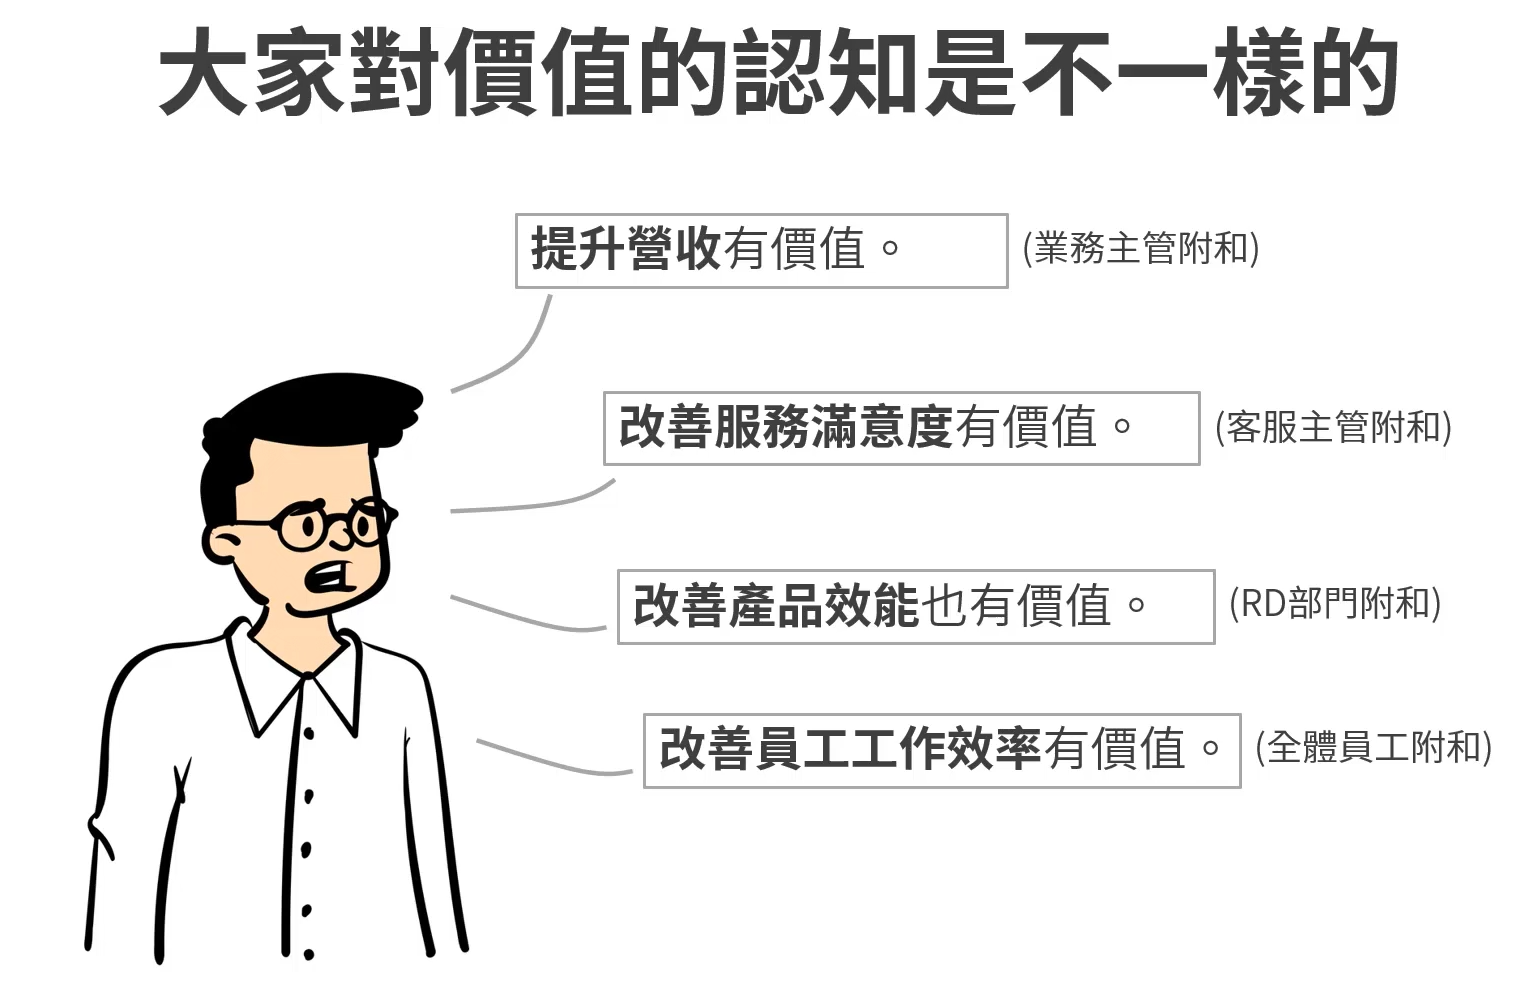 大家對價值的認知是不一樣的
提升營收有價值。 (業務主管附和)
改善服務滿意度有價值。 (客服主管附和)
改善產品效能也有價值。 (RD部門附和)
改善員工工作效率有價值。 (全體員工附和)